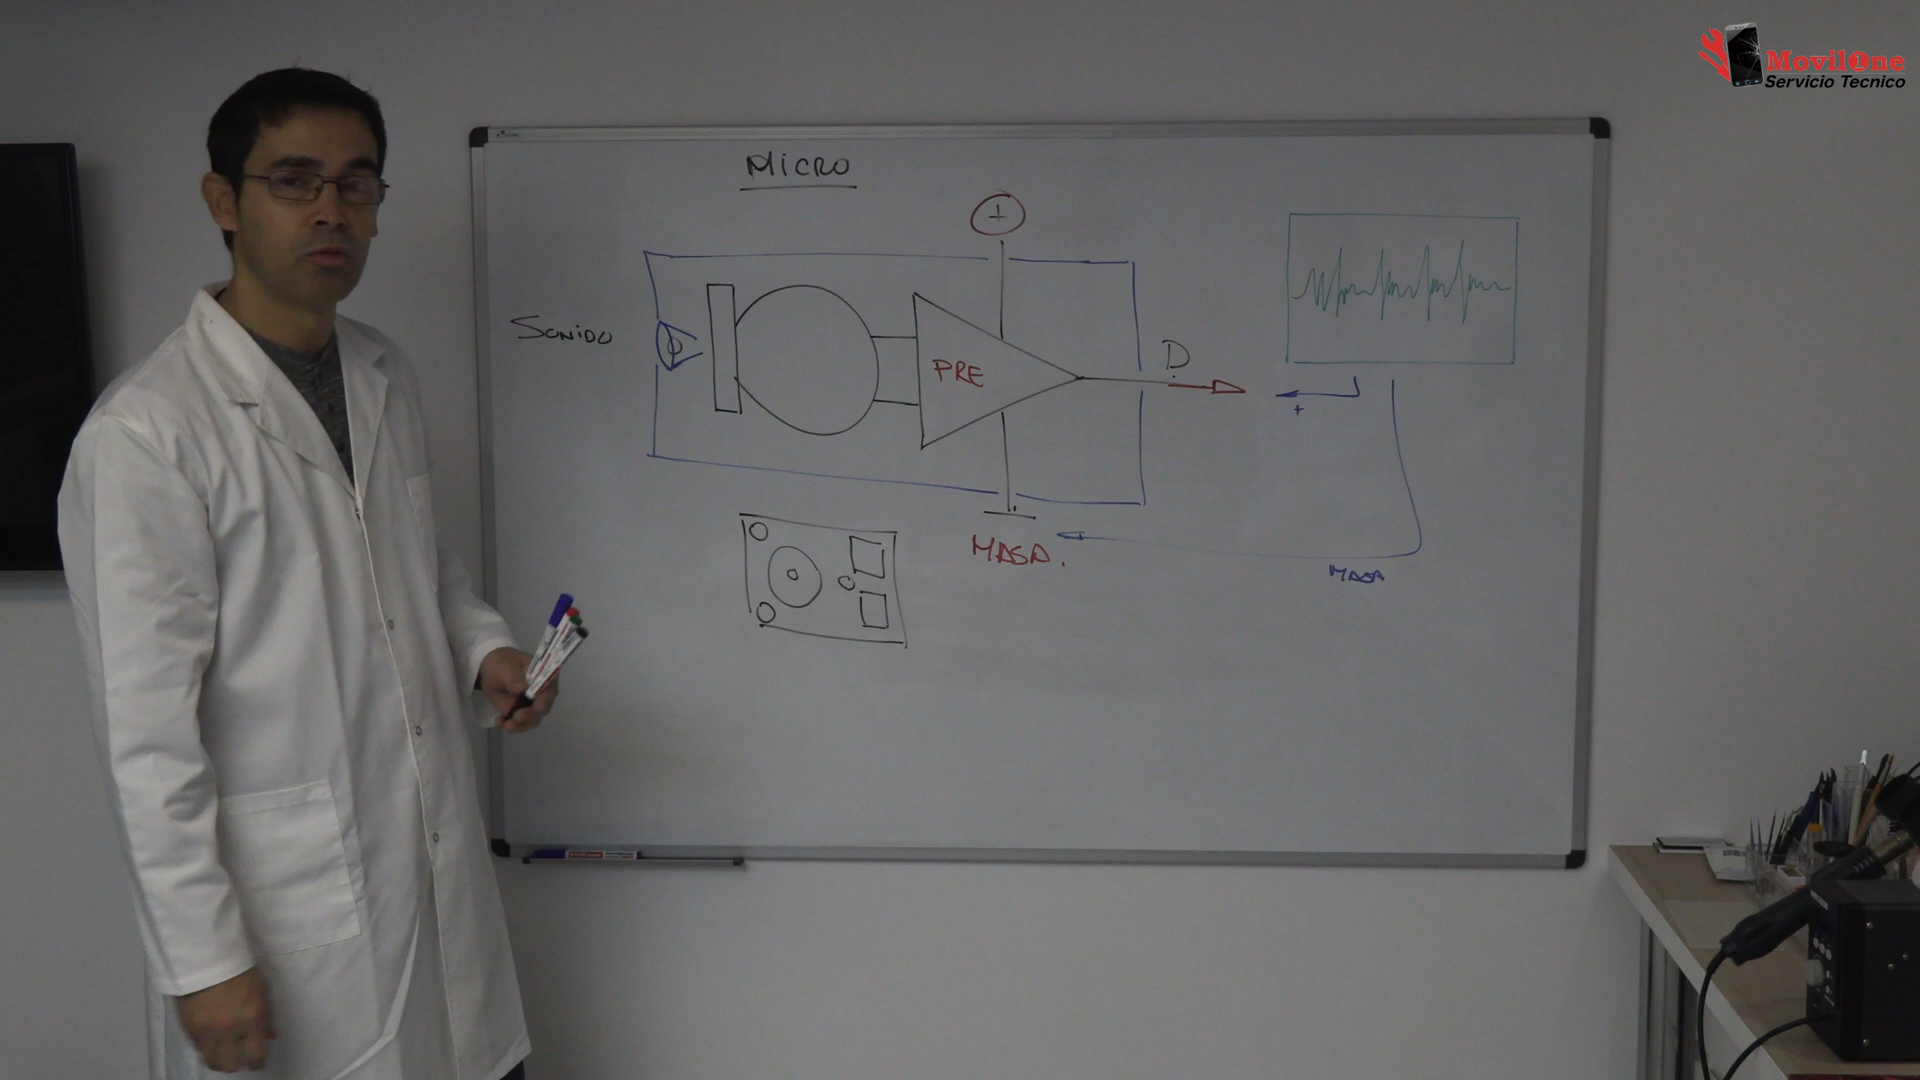 MovilOne
Servicio Tecnico
MICRO
+
SONIDO
PRE
D
+
MASA.
MASA